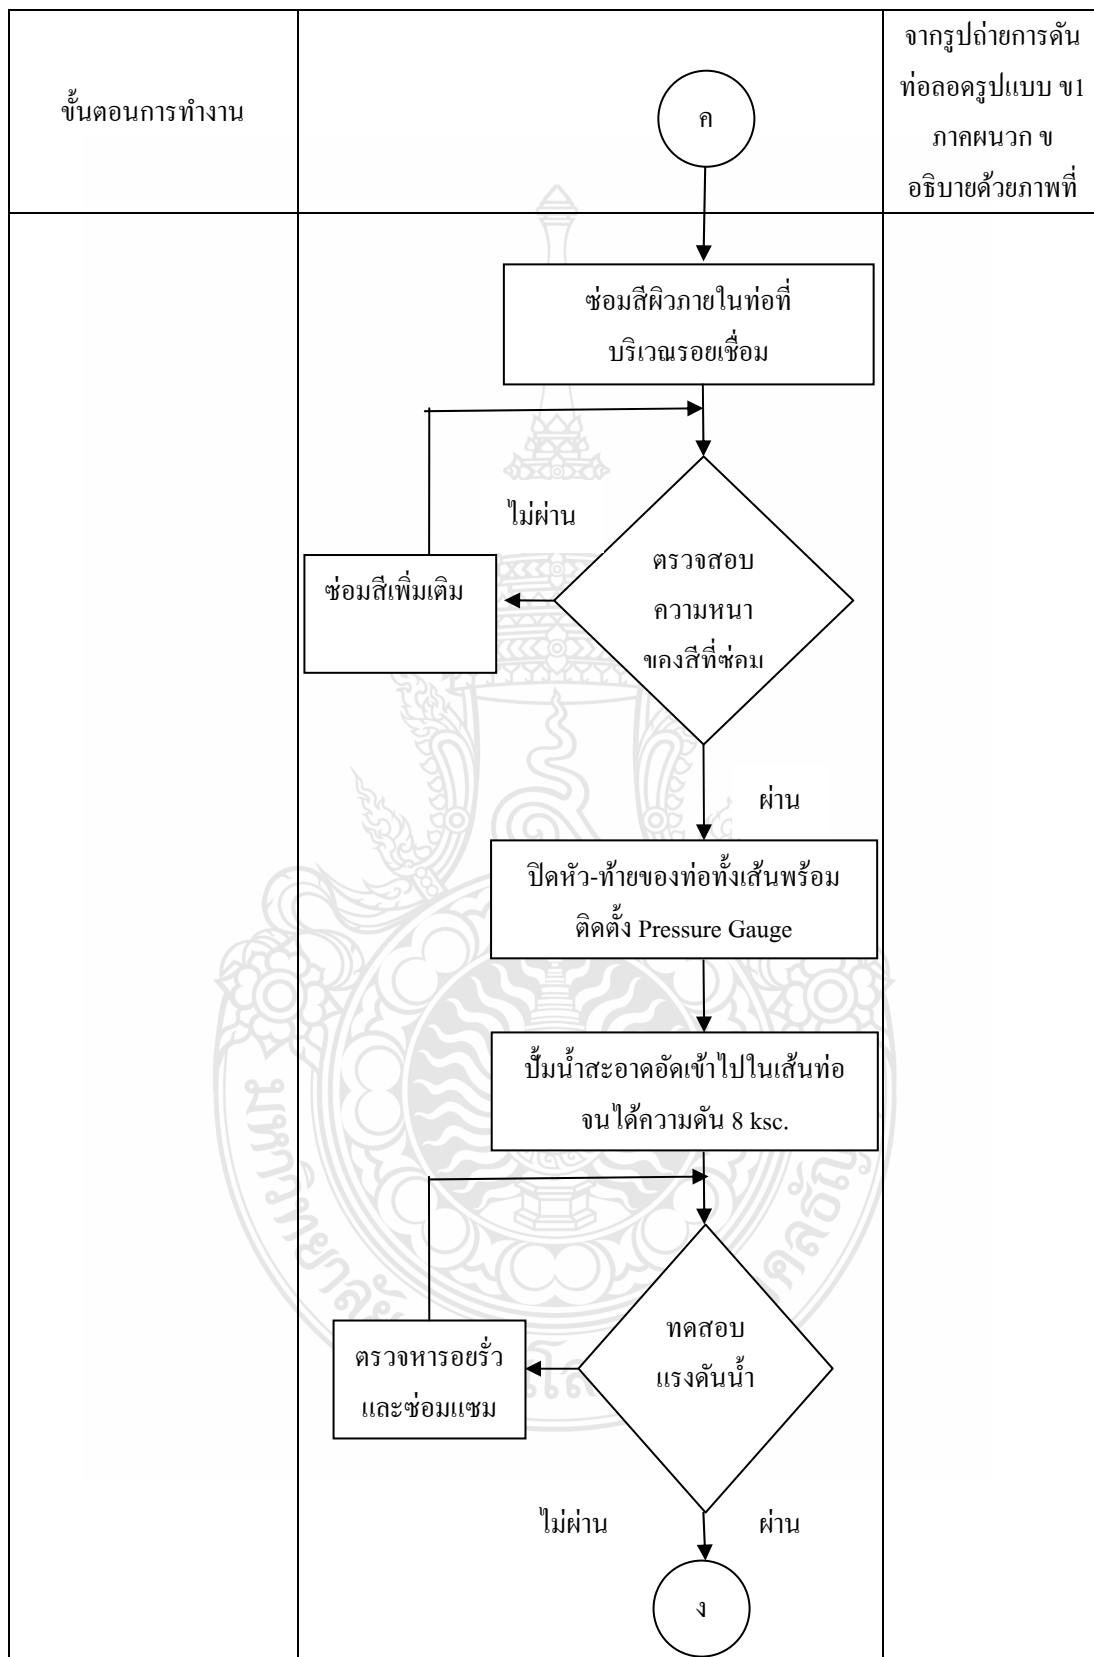 ขั้นตอนการทำงาน
ค
จากรูปถ่ายการดัน
ท่อลอดรูปแบบ ข1
ภาคผนวก ข
อธิบายด้วยภาพที่
ซ่อมสีผิวภายในท่อที่
บริเวณรอยเชื่อม
ไม่ผ่าน
ซ่อมสีเพิ่มเติม
ตรวจสอบ
ความหนา
ของสีที่ซ่อม
ผ่าน
ปิดหัว-ท้ายของท่อทั้งเส้นพร้อม
ติดตั้ง Pressure Gauge
ปั้มน้ำสะอาดอัดเข้าไปในเส้นท่อ
จนได้ความดัน 8 ksc.
ทดสอบ
แรงดันน้ำ
ตรวจหารอยรั่ว
และซ่อมแซม
ไม่ผ่าน
ผ่าน
ง